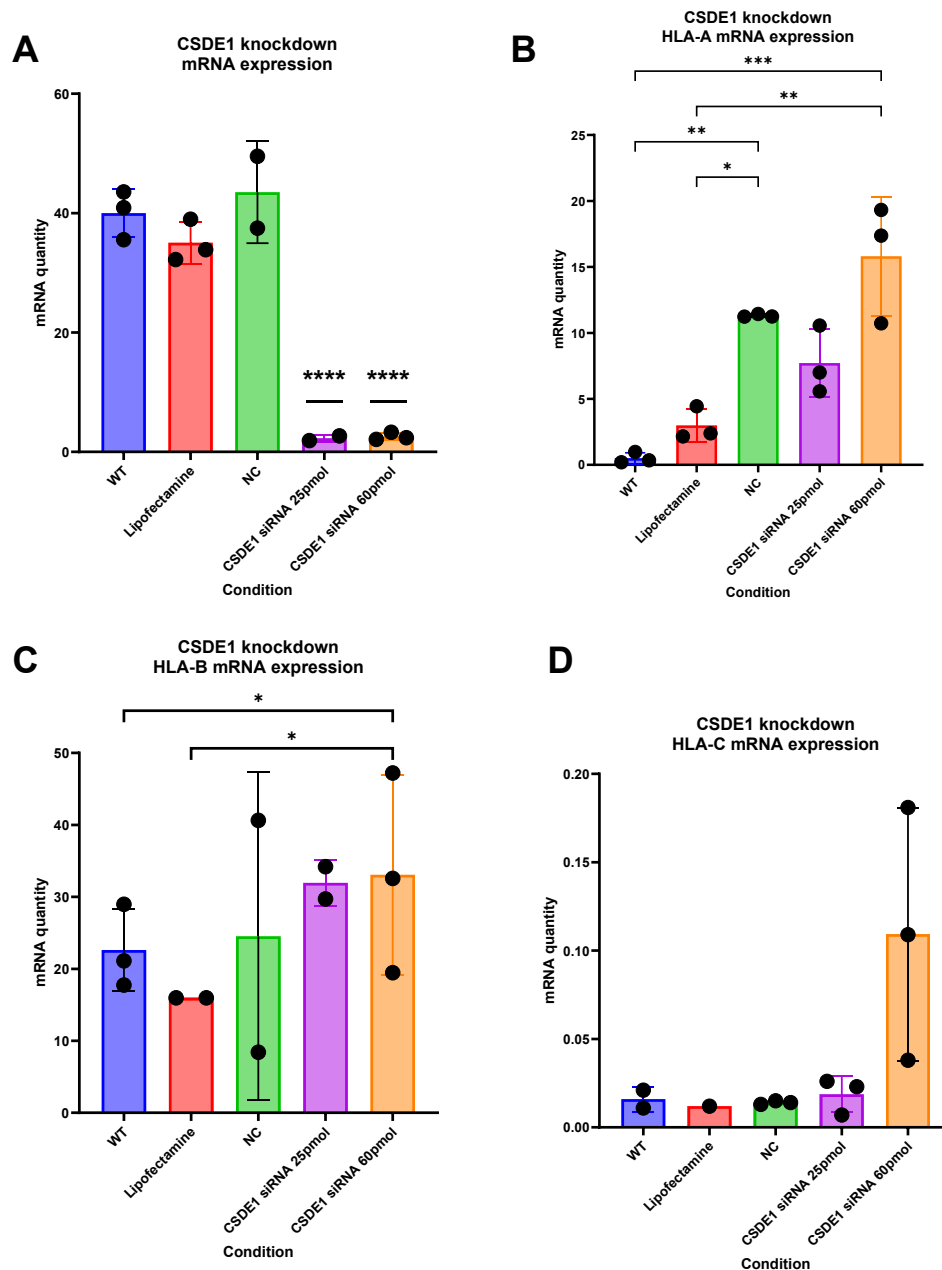 A
CSDE1 knockdown
mRNA expression
60
40
20
0
mRNA quantity
****
****
WT
Lipofectamine
NC
CSDE1 siRNA 25pmol
CSDE1 siRNA 60pmol
Condition
B
CSDE1 knockdown
HLA-A mRNA expression
***
**
**
*
25
20
15
10
5
0
mRNA quantity
WT
Lipofectamine
NC
CSDE1 siRNA 25pmol
CSDE1 siRNA 60pmol
Condition
C
CSDE1 knockdown
HLA-B mRNA expression
*
*
50
40
30
20
10
0
mRNA quantity
WT
Lipofectamine
NC
CSDE1 siRNA 25pmol
CSDE1 siRNA 60pmol
Condition
D
CSDE1 knockdown
HLA-C mRNA expression
0.20
0.15
0.10
0.05
0.00
mRNA quantity
WT
Lipofectamine
NC
CSDE1 siRNA 25pmol
CSDE1 siRNA 60pmol
Condition